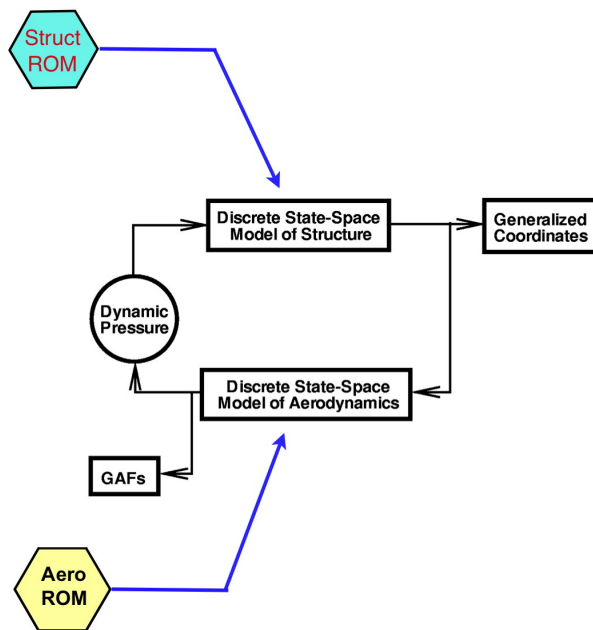 Struct
ROM
Discrete State-Space
Model of Structure
Generalized
Coordinates
Dynamic
Pressure
Discrete State-Space
Model of Aerodynamics
GAFs
Aero
ROM